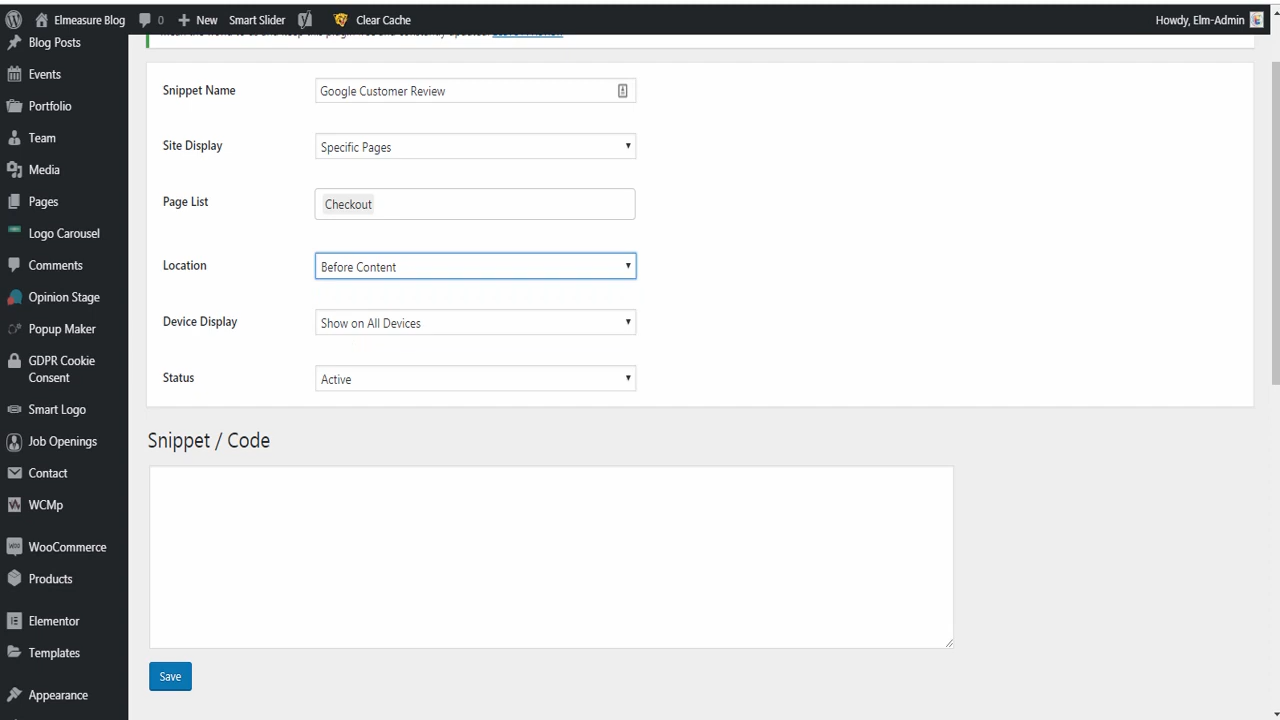 Elmeasure Blog 0 New Smart Slider Clear Cache Howdy, Elm-Admin
Blog Posts
Events
Portfolio
Team
Media
Pages
Logo Carousel
Comments
Opinion Stage
Popup Maker
GDPR Cookie
Consent
Smart Logo
Job Openings
Contact
WCMp
WooCommerce
Products
Elementor
Templates
Appearance
Snippet Name Google Customer Review
Site Display Specific Pages
Page List Checkout
Location Before Content
Device Display Show on All Devices
Status Active
Snippet / Code
Save